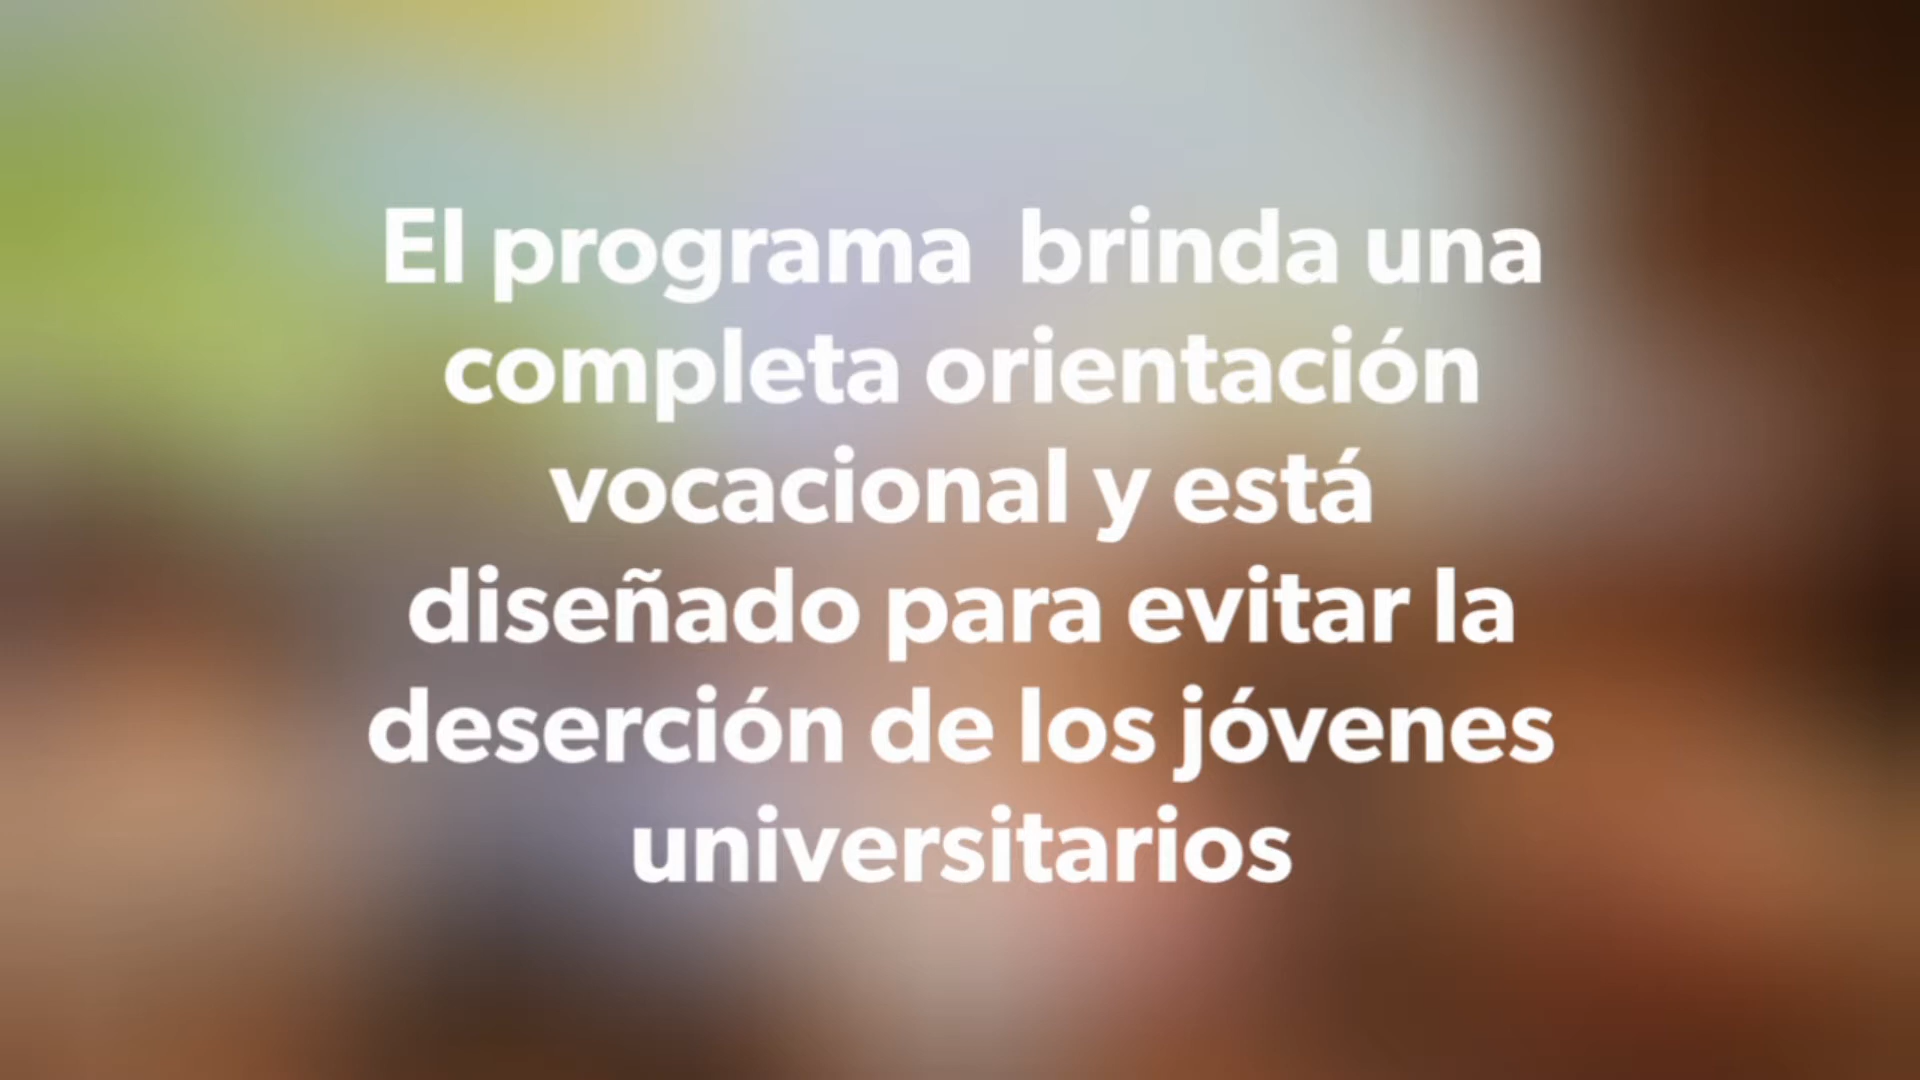 El programa  brinda una
completa orientación
vocacional y está
diseñado para evitar la
deserción de los jóvenes
universitarios